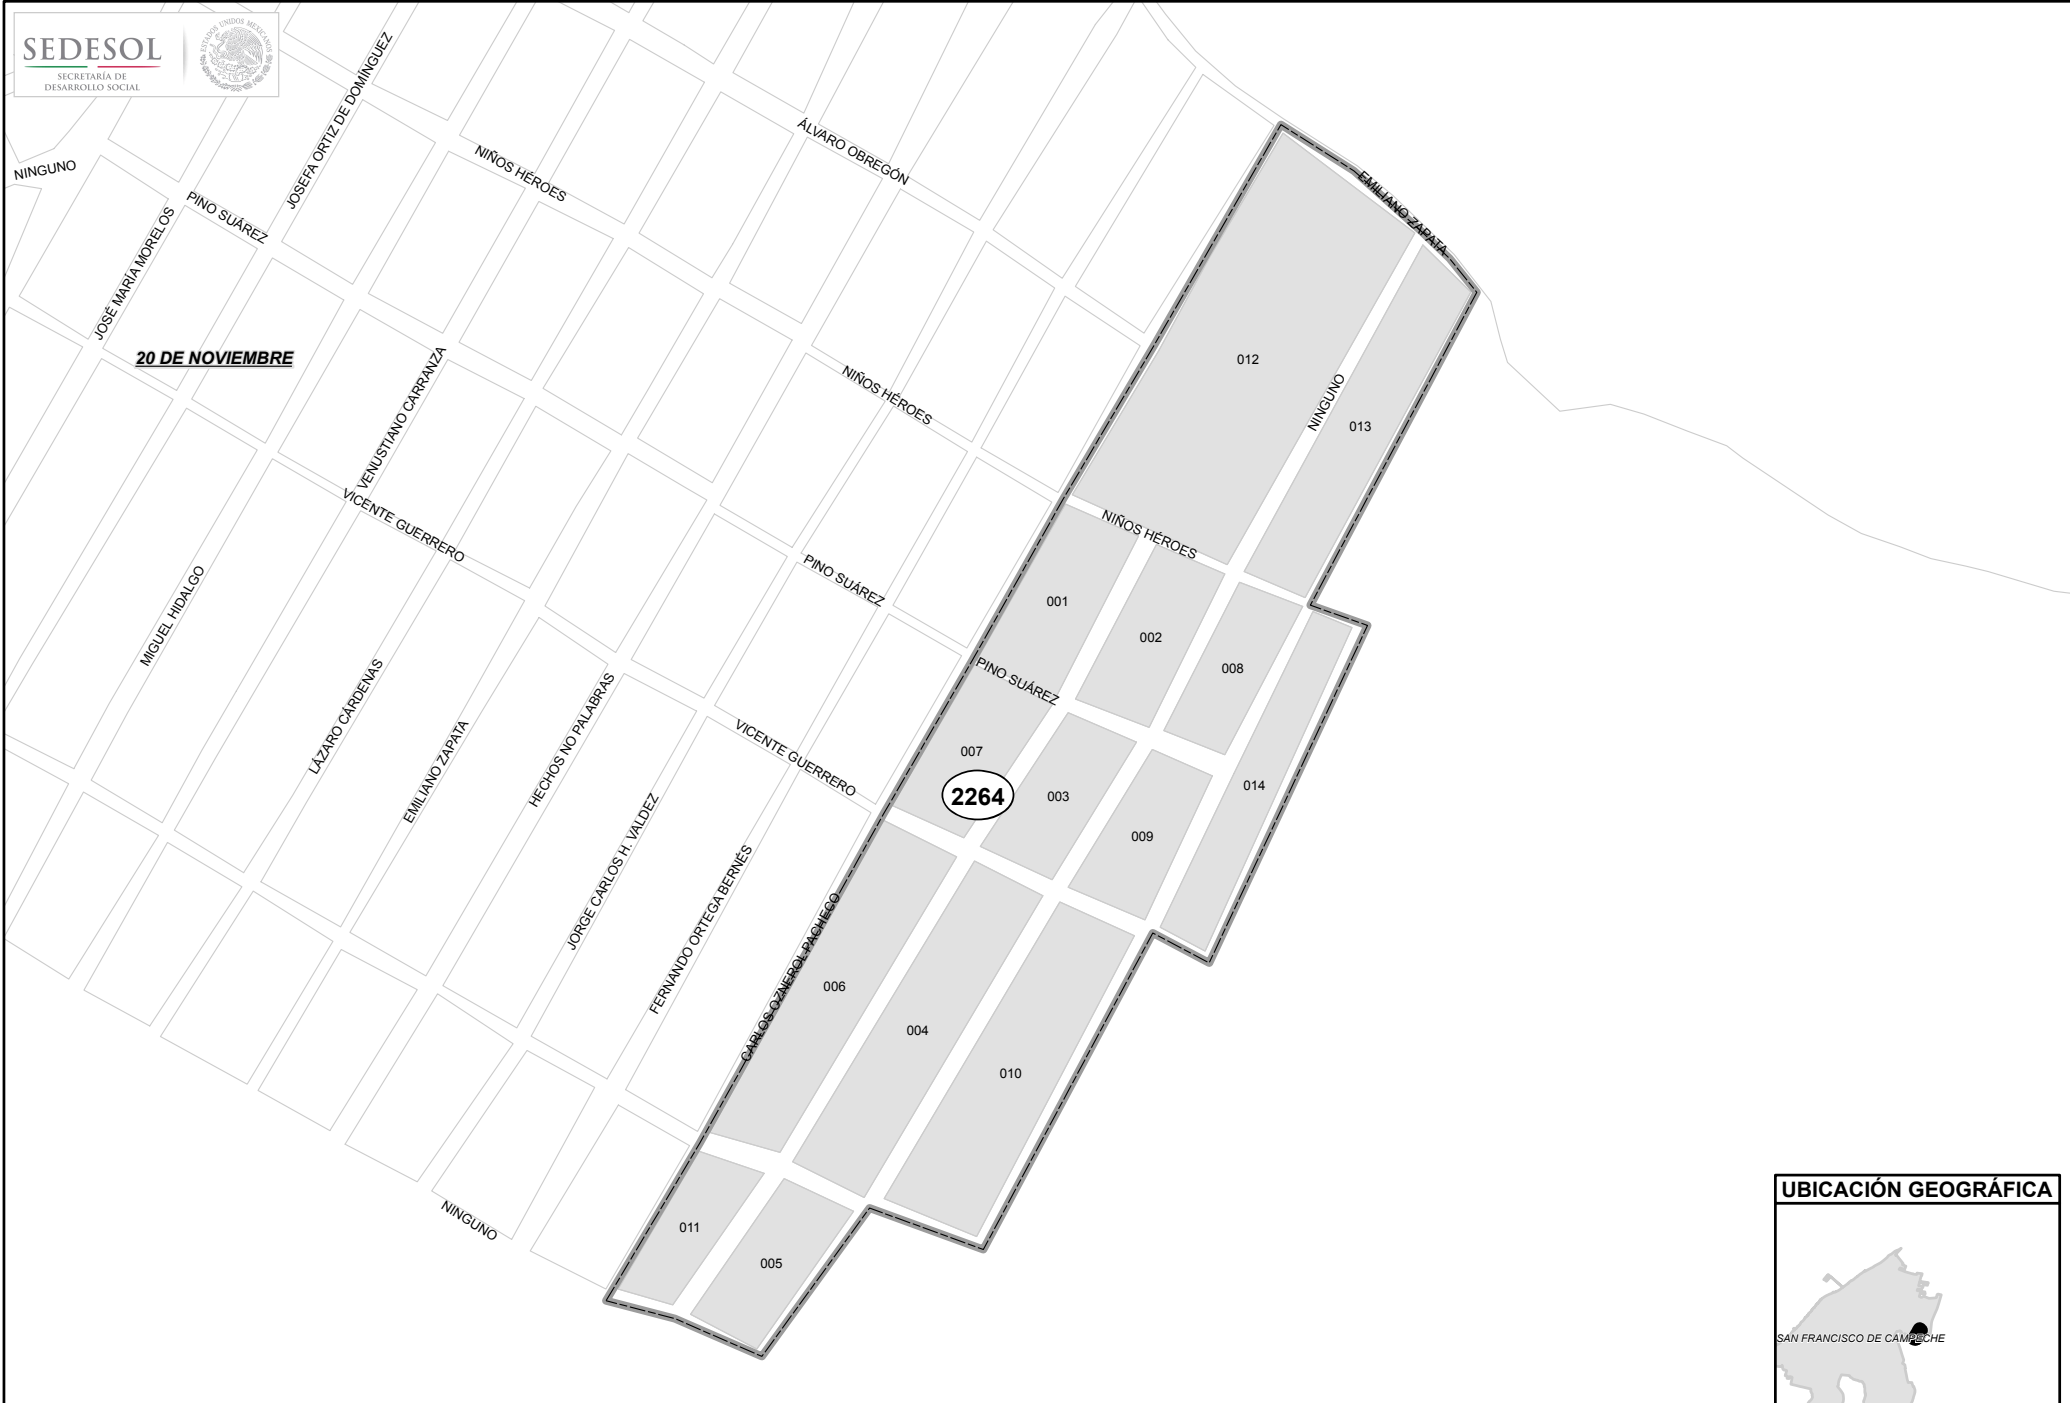 SEDESOL
SECRETARÍA DE
DESARROLLO SOCIAL
ESTADOS UNIDOS MEXICANOS
NINGUNO
JOSÉ MARÍA MORELOS
PINO SUÁREZ
JOSEFA ORTIZ DE DOMÍNGUEZ
NIÑOS HÉROES
ÁLVARO OBREGÓN
EMILIANO ZAPATA
20 DE NOVIEMBRE
VENUSTIANO CARRANZA
NIÑOS HÉROES
012
NINGUNO
013
VICENTE GUERRERO
NIÑOS HÉROES
MIGUEL HIDALGO
PINO SUÁREZ
001
002
008
PINO SUÁREZ
LÁZARO CÁRDENAS
EMILIANO ZAPATA
HECHOS NO PALABRAS
VICENTE GUERRERO
007
2264
003
014
009
JORGE CARLOS H. VALDEZ
FERNANDO ORTEGA BERNÉS
CARLOS OZNEROL PACHECO
006
004
010
NINGUNO
011
005
UBICACIÓN GEOGRÁFICA
SAN FRANCISCO DE CAMPECHE